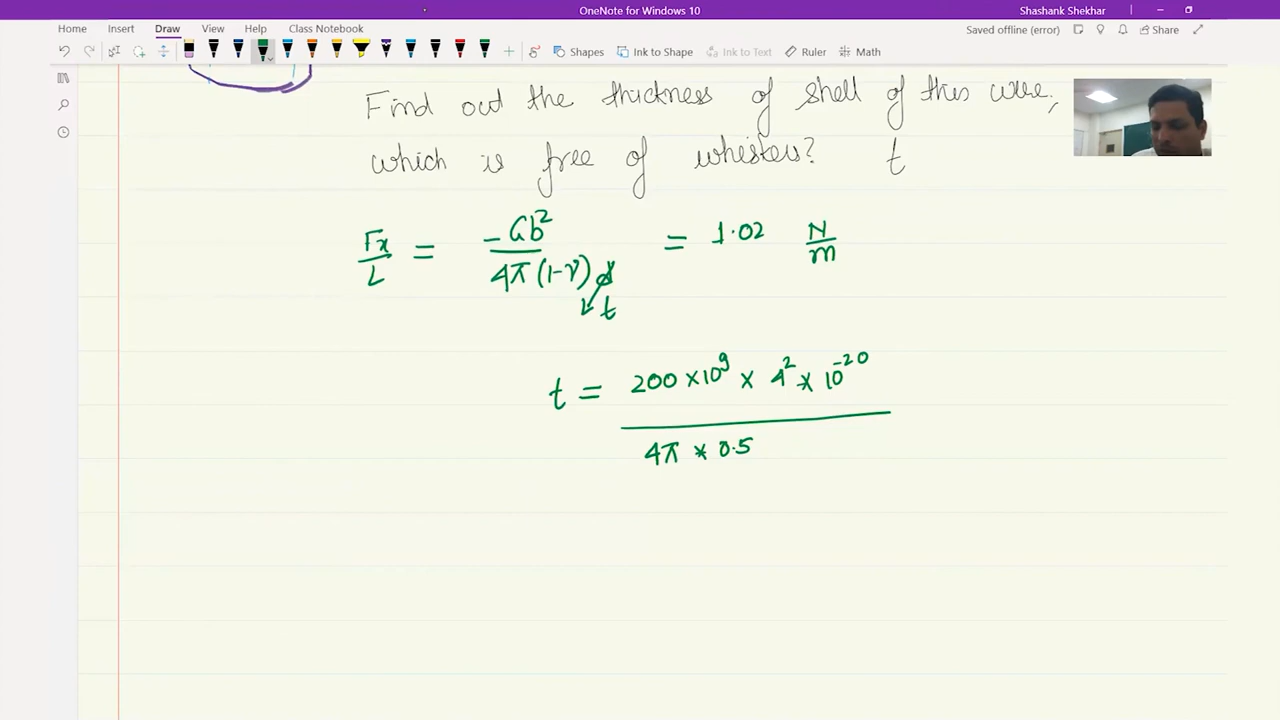 OneNote for Windows 10
Shashank Shekhar
Home Insert Draw View Help Class Notebook
Saved offline (error)
Share
Shapes Ink to Shape Ink to Text Ruler Math
Find out the thickness of shell of this wire,
which is free of whiskers? t
Fx/L = -Gb²/4π(1-ν)d = 1.02 N/m
t
t = 200×10⁹ × 4² × 10⁻²⁰
4π * 0.5